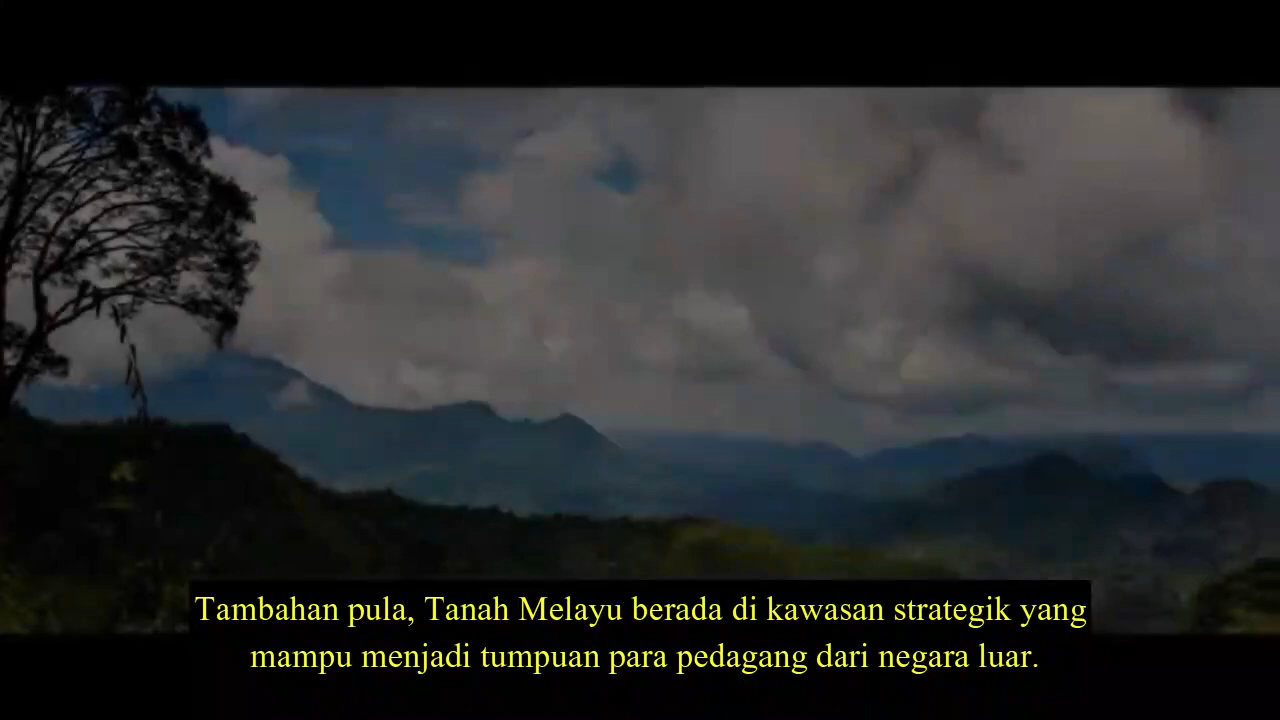 Tambahan pula, Tanah Melayu berada di kawasan strategik yang
mampu menjadi tumpuan para pedagang dari negara luar.